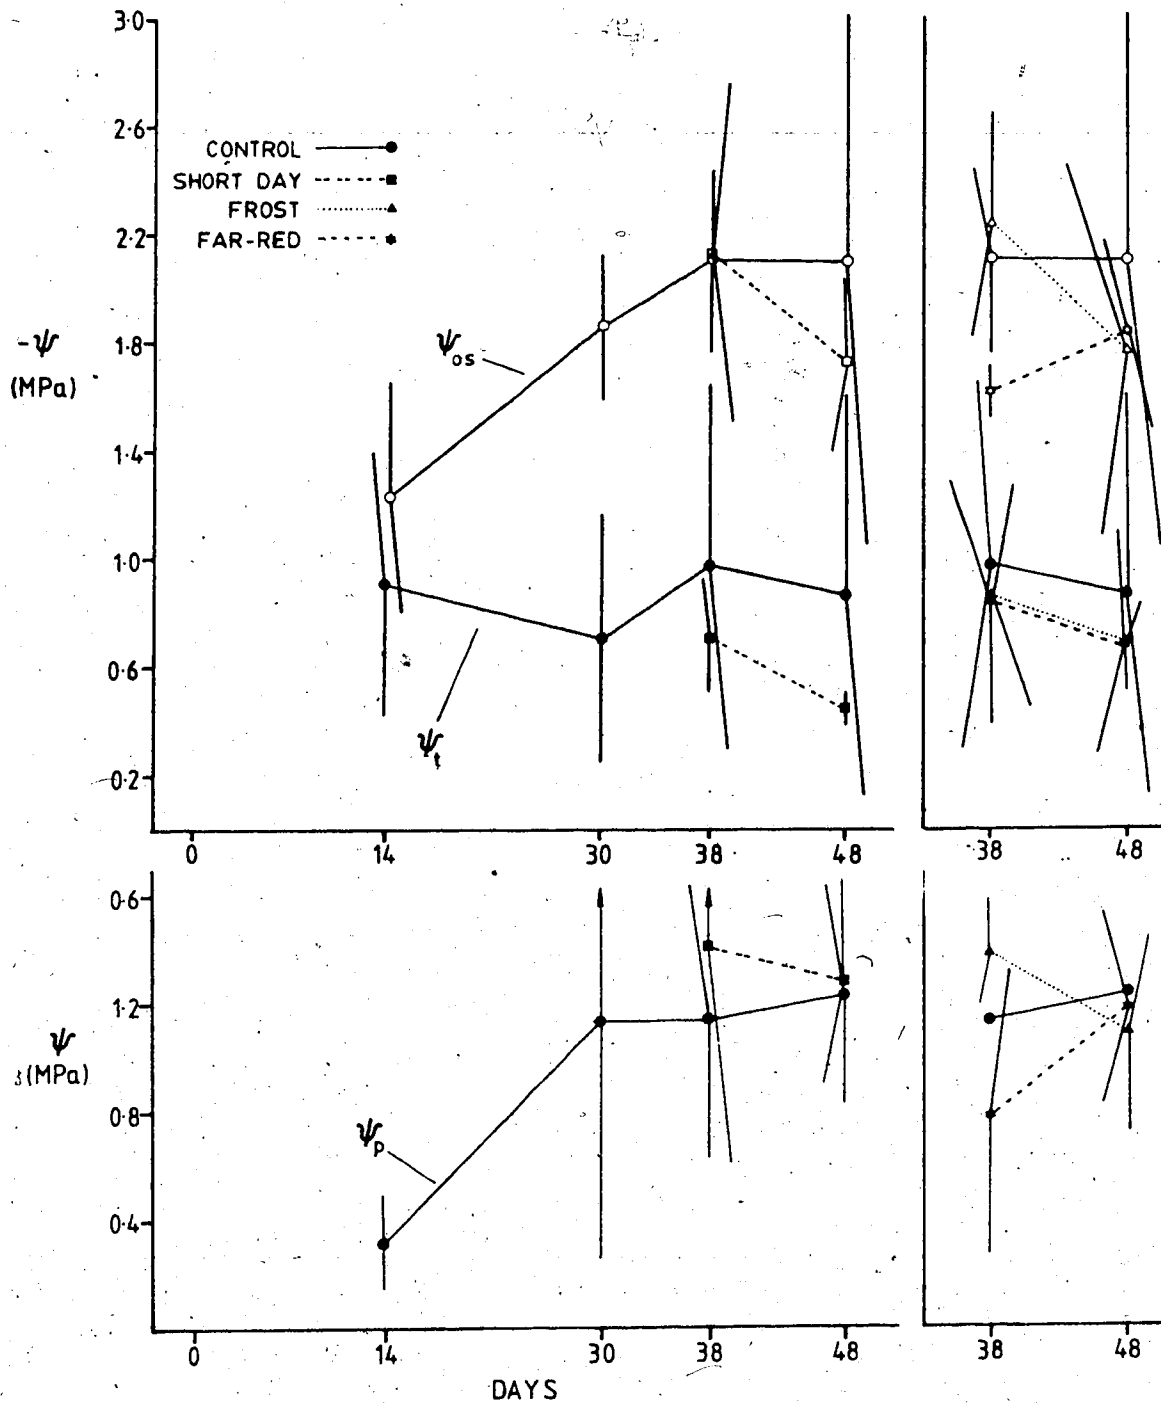 3·0
2·6
2·2
1·8
1·4
1·0
0·6
0·2
-ψ
(MPa)
CONTROL
SHORT DAY
FROST
FAR-RED
ψos
ψt
0 14 30 38 48
38 48
0·6
1·2
0·8
0·4
ψ
(MPa)
ψp
0 14 30 38 48
38 48
DAYS